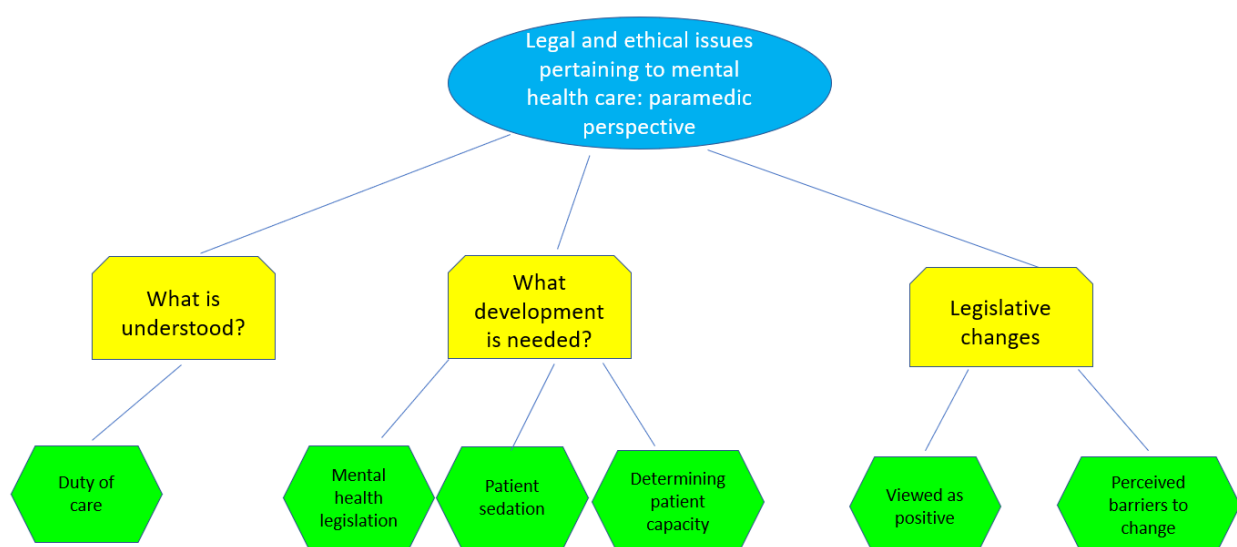 Legal and ethical issues
pertaining to mental
health care: paramedic
perspective
What is
understood?
What
development
is needed?
Legislative
changes
Duty of
care
Mental
health
legislation
Patient
sedation
Determining
patient
capacity
Viewed as
positive
Perceived
barriers to
change